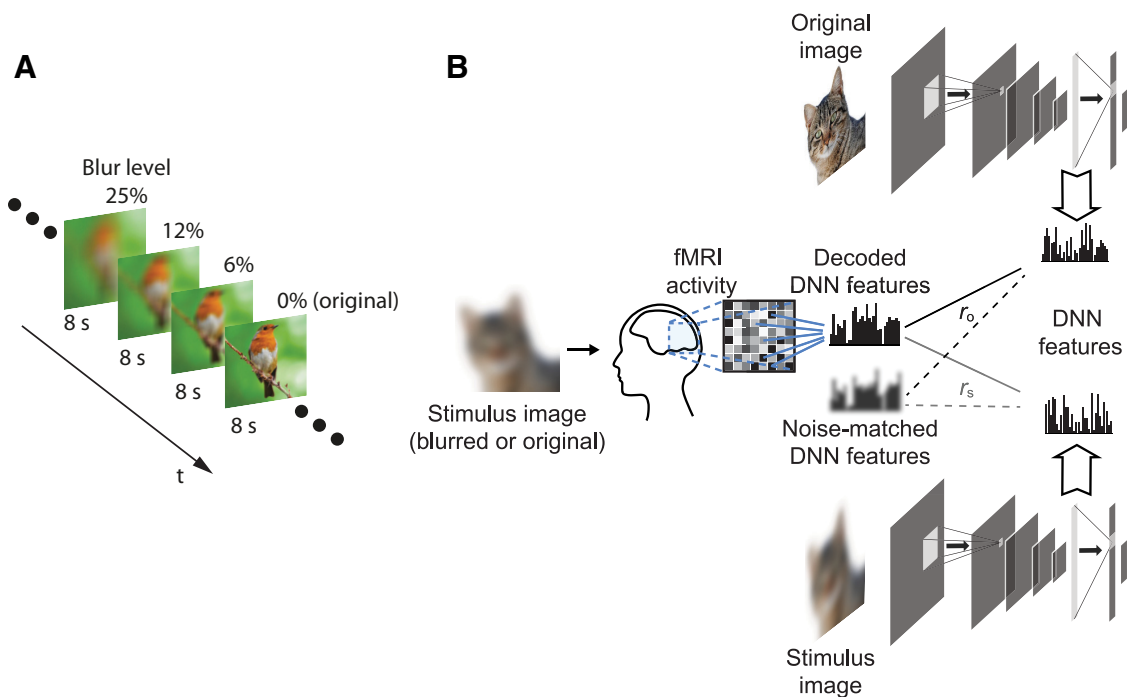 A
Blur level
25%
12%
6%
0% (original)
8 s
8 s
8 s
8 s
t
B
Original
image
fMRI
activity
Decoded
DNN features
Stimulus image
(blurred or original)
Noise-matched
DNN features
ro
rs
DNN
features
Stimulus
image